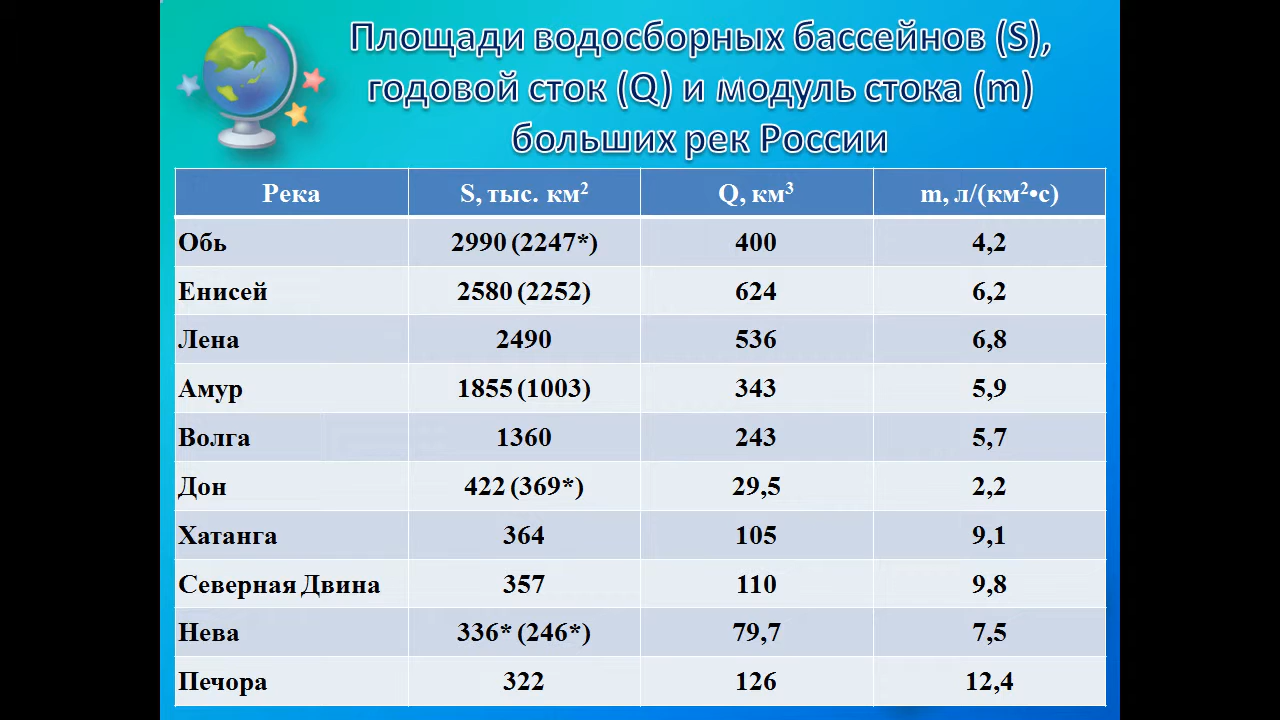 Площади водосборных бассейнов (S),
годовой сток (Q) и модуль стока (m)
больших рек России
Река S, тыс. км² Q, км³ m, л/(км²•с)
Обь 2990 (2247*) 400 4,2
Енисей 2580 (2252) 624 6,2
Лена 2490 536 6,8
Амур 1855 (1003) 343 5,9
Волга 1360 243 5,7
Дон 422 (369*) 29,5 2,2
Хатанга 364 105 9,1
Северная Двина 357 110 9,8
Нева 336* (246*) 79,7 7,5
Печора 322 126 12,4